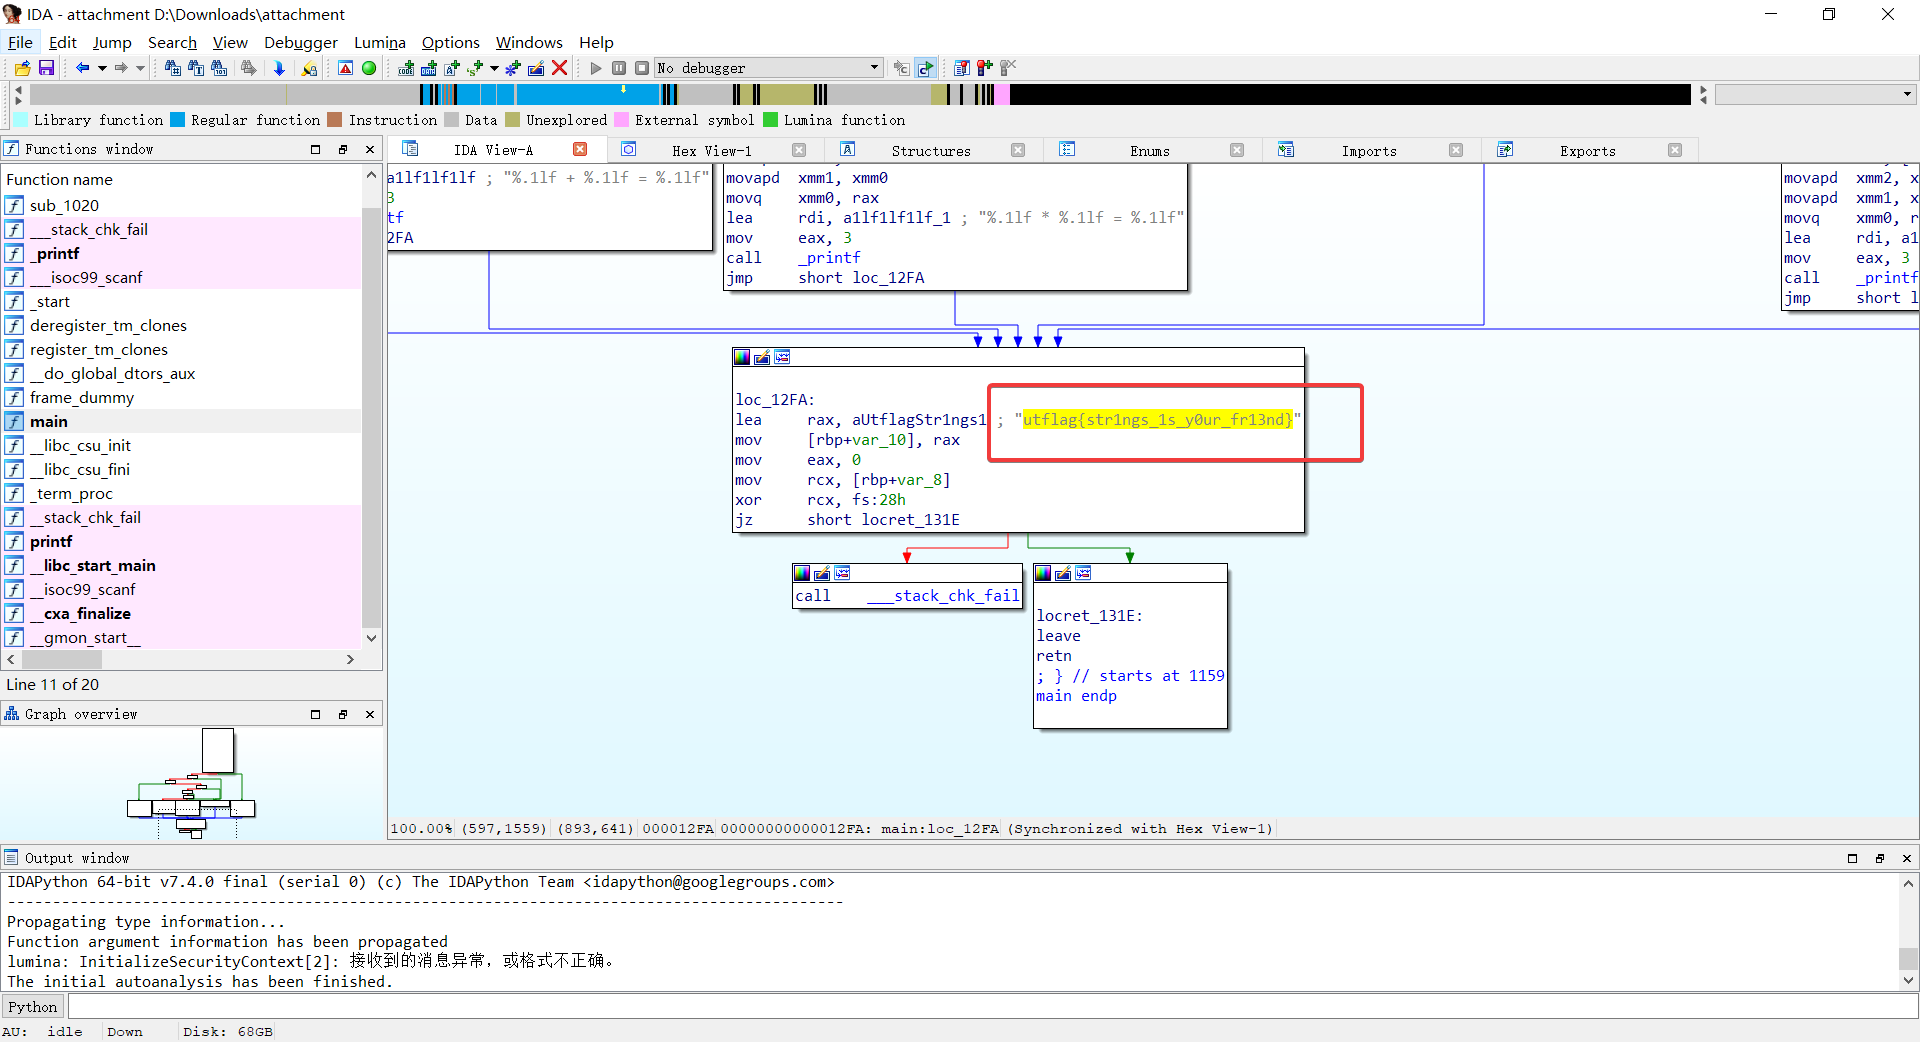 IDA - attachment D:\Downloads\attachment
File Edit Jump Search View Debugger Lumina Options Windows Help
No debugger
Library function Regular function Instruction Data Unexplored External symbol Lumina function
Functions window
IDA View-A Hex View-1 Structures Enums Imports Exports
Function name
sub_1020
___stack_chk_fail
_printf
___isoc99_scanf
_start
deregister_tm_clones
register_tm_clones
__do_global_dtors_aux
frame_dummy
main
__libc_csu_init
__libc_csu_fini
_term_proc
__stack_chk_fail
printf
__libc_start_main
__isoc99_scanf
__cxa_finalize
__gmon_start__
Line 11 of 20
Graph overview
a1lf1lf1lf ; "%.1lf + %.1lf = %.1lf"
3
tf
2FA
movapd xmm1, xmm0
movq xmm0, rax
lea rdi, a1lf1lf1lf_1 ; "%.1lf * %.1lf = %.1lf"
mov eax, 3
call _printf
jmp short loc_12FA
movapd xmm2, x
movapd xmm1, x
movq xmm0, r
lea rdi, a1
mov eax, 3
call _printf
jmp short l
loc_12FA:
lea rax, aUtflagStr1ngs1 ; "utflag{str1ngs_1s_y0ur_fr13nd}"
mov [rbp+var_10], rax
mov eax, 0
mov rcx, [rbp+var_8]
xor rcx, fs:28h
jz short locret_131E
call ___stack_chk_fail
locret_131E:
leave
retn
; } // starts at 1159
main endp
100.00% (597,1559) (893,641) 000012FA 00000000000012FA: main:loc_12FA (Synchronized with Hex View-1)
Output window
IDAPython 64-bit v7.4.0 final (serial 0) (c) The IDAPython Team <idapython@googlegroups.com>
---------------------------------------------------------------------------------------------
Propagating type information...
Function argument information has been propagated
lumina: InitializeSecurityContext[2]: 接收到的消息异常，或格式不正确。
The initial autoanalysis has been finished.
Python
AU: idle Down Disk: 68GB